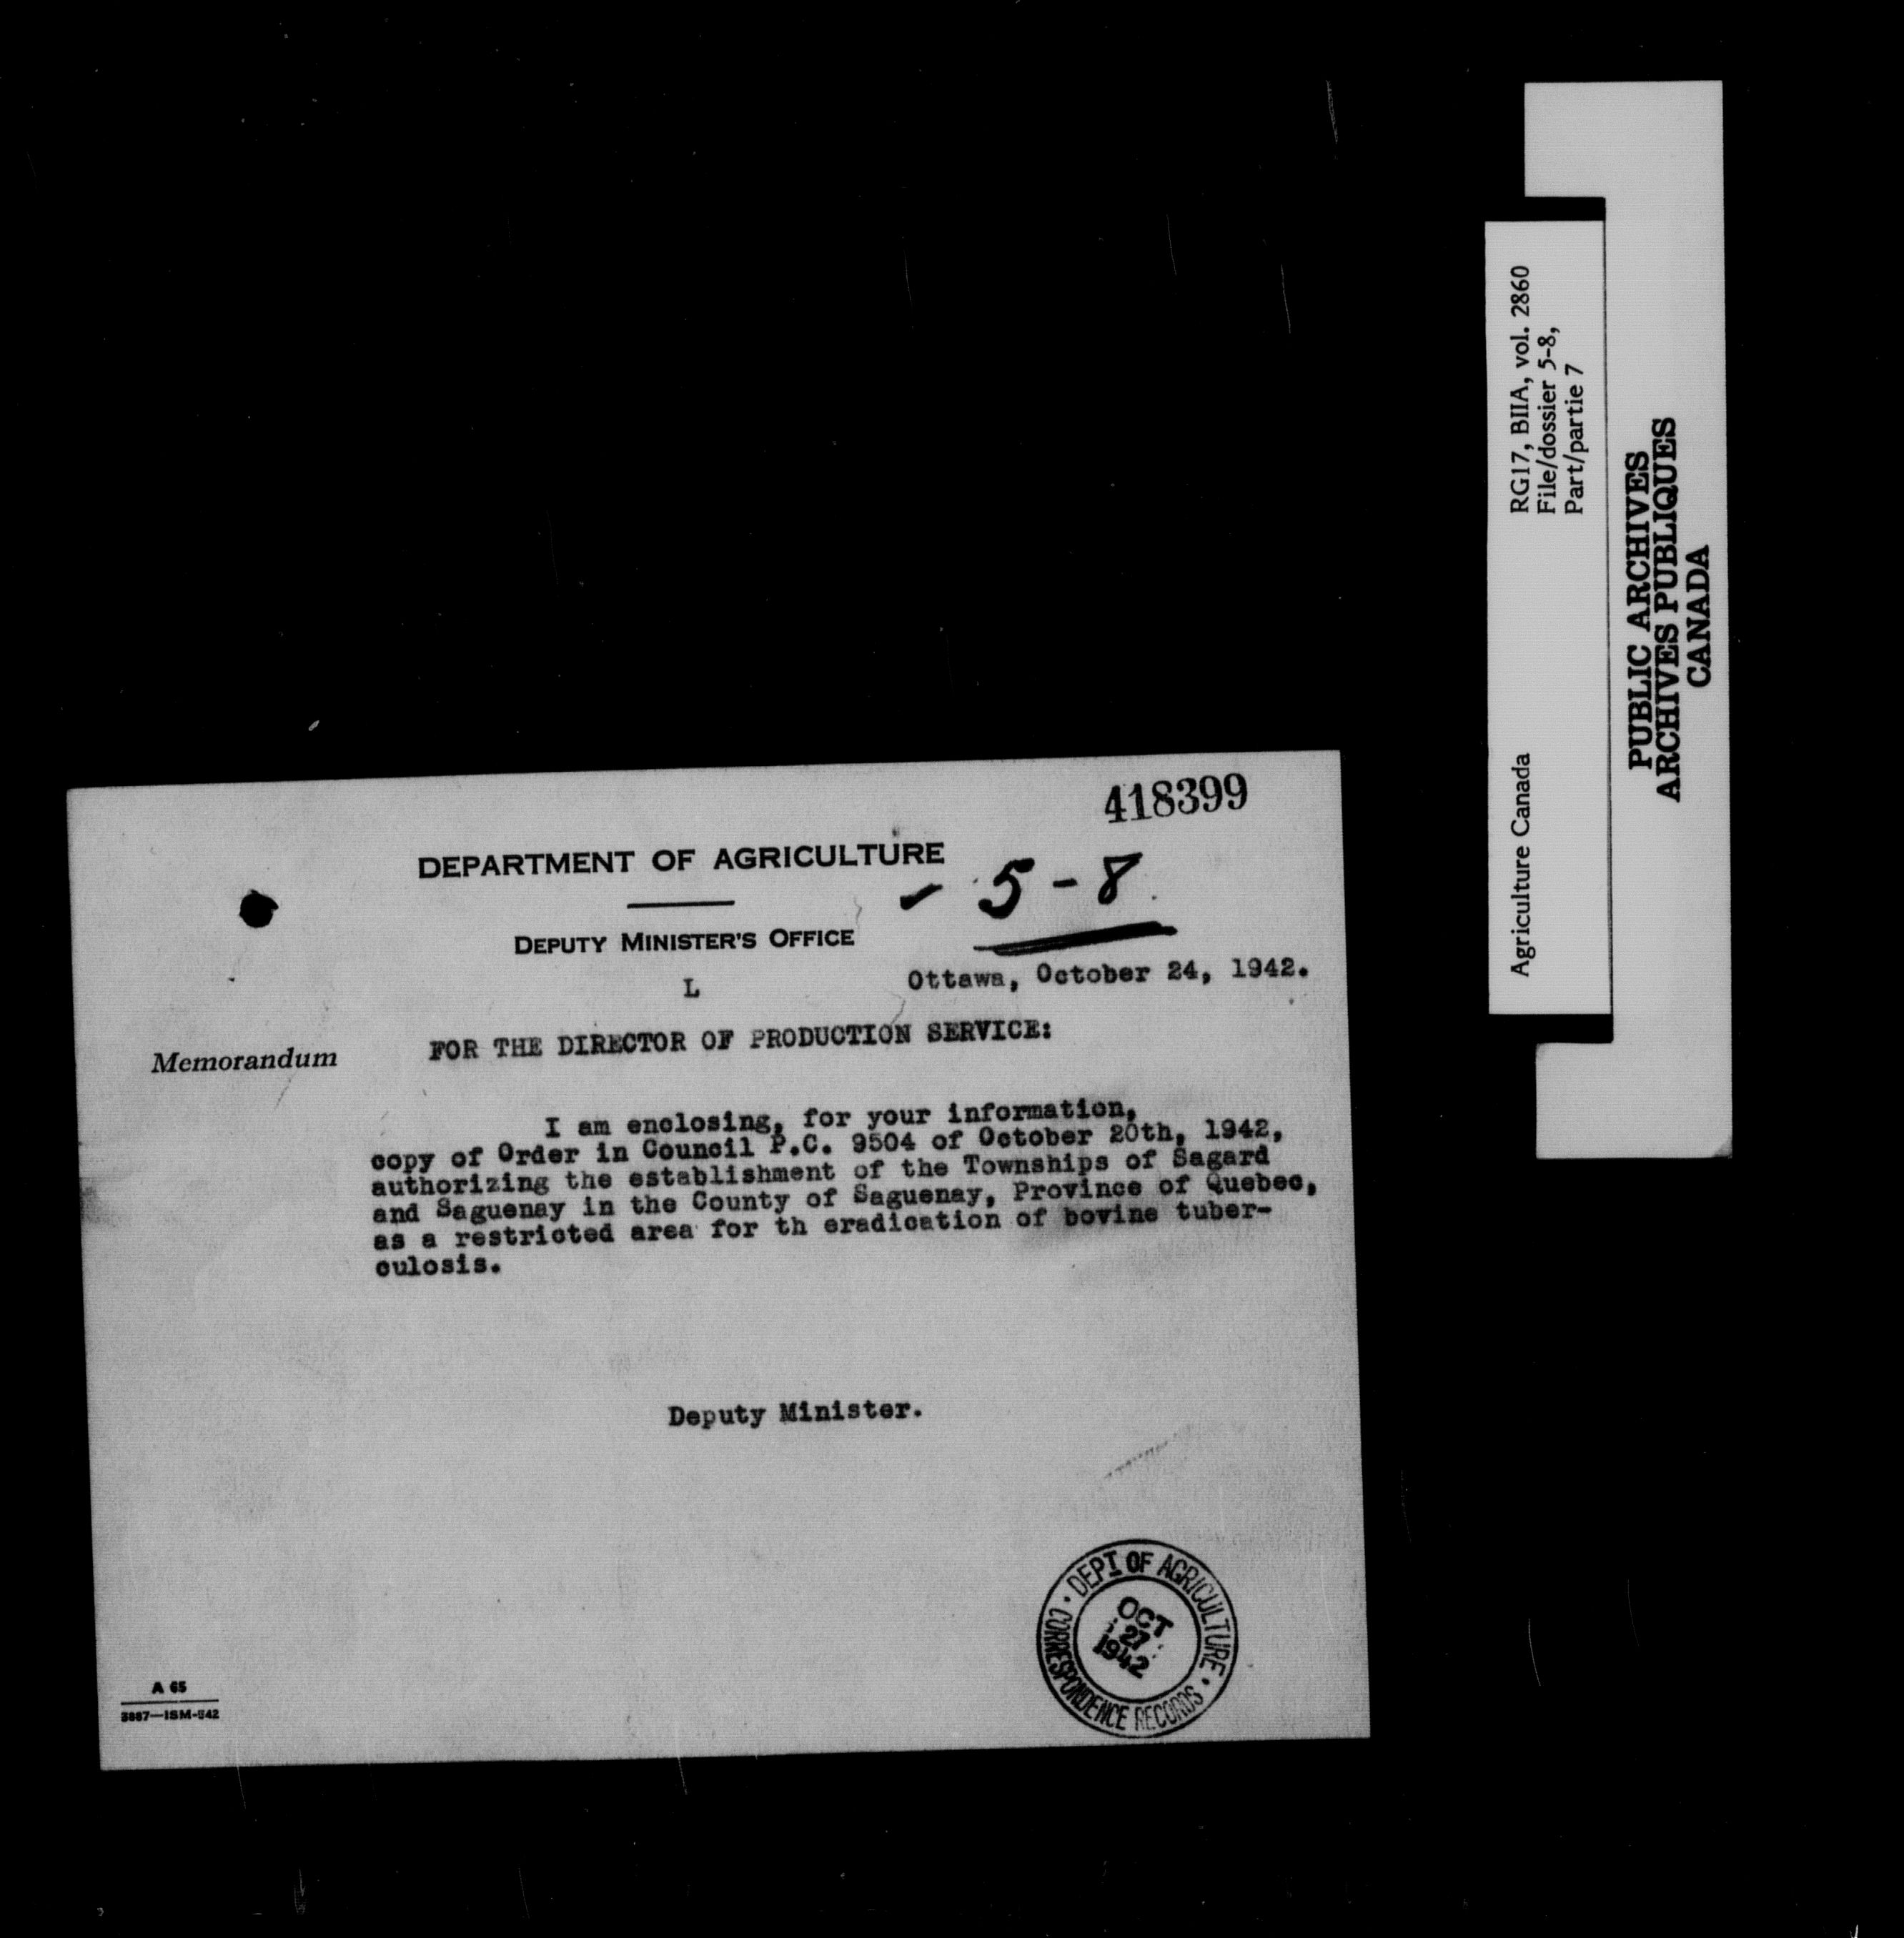 418399
DEPARTMENT OF AGRICULTURE
- 5-8
DEPUTY MINISTER'S OFFICE
L
Ottawa, October 24, 1942.
Memorandum
FOR THE DIRECTOR OF PRODUCTION SERVICE:
I am enclosing, for your information,
copy of Order in Council P.C. 9504 of October 20th, 1942,
authorizing the establishment of the Townships of Sagard
and Saguenay in the County of Saguenay, Province of Quebec,
as a restricted area for th eradication of bovine tuber-
culosis.
Deputy Minister.
DEPT OF AGRICULTURE
OCT
27
1942
CORRESPONDENCE RECORDS
A 65
Agriculture Canada
RG17, BIIA, vol. 2860
File/dossier 5-8,
Part/partie 7
PUBLIC ARCHIVES
ARCHIVES PUBLIQUES
CANADA